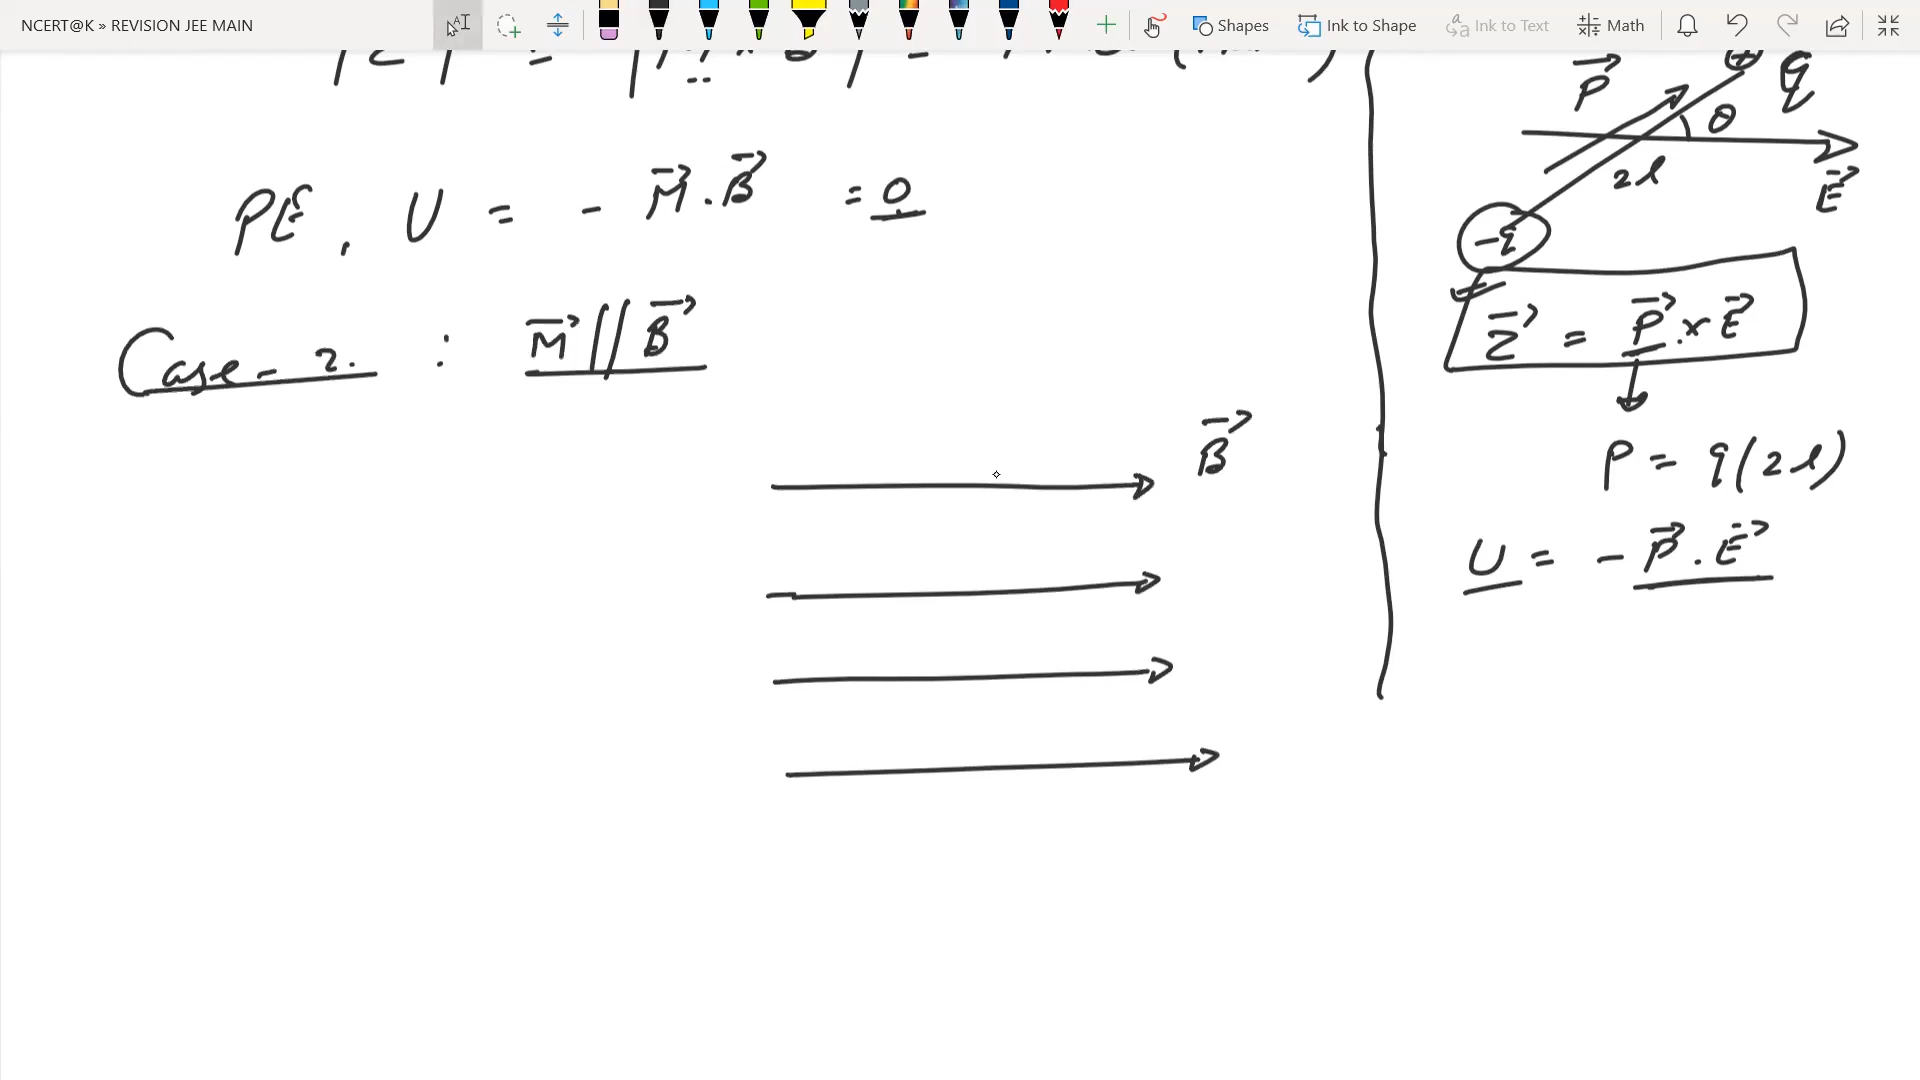 NCERT@K » REVISION JEE MAIN
Shapes
Ink to Shape
Ink to Text
Math
PE, U = - M⃗ . B⃗ = 0
Case - 2. : M⃗ || B⃗
B⃗
P⃗
q
θ
2l
E⃗
-q
τ⃗ = P⃗ × E⃗
P = q(2l)
U = - P⃗ . E⃗